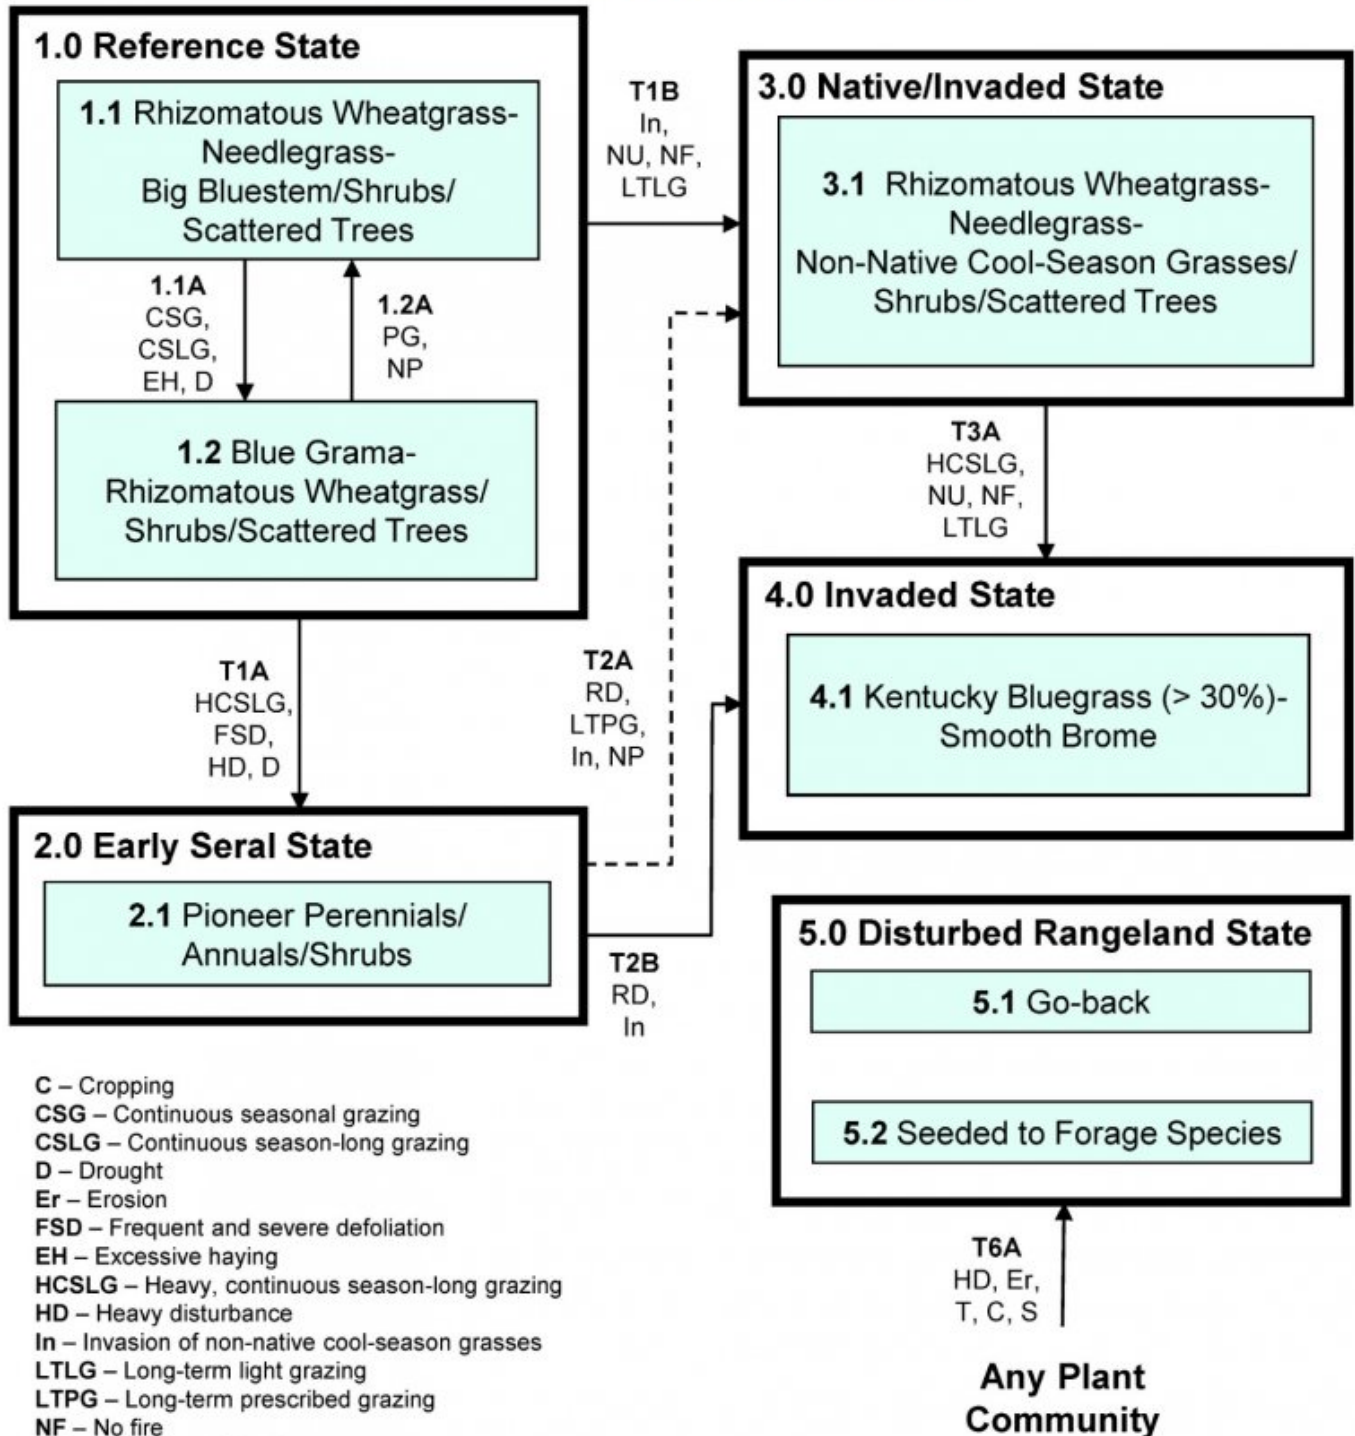 1.0 Reference State
1.1 Rhizomatous Wheatgrass-
Needlegrass-
Big Bluestem/Shrubs/
Scattered Trees
1.1A
CSG,
CSLG,
EH, D
1.2A
PG,
NP
1.2 Blue Grama-
Rhizomatous Wheatgrass/
Shrubs/Scattered Trees
T1B
In,
NU, NF,
LTLG
3.0 Native/Invaded State
3.1 Rhizomatous Wheatgrass-
Needlegrass-
Non-Native Cool-Season Grasses/
Shrubs/Scattered Trees
T3A
HCSLG,
NU, NF,
LTLG
4.0 Invaded State
4.1 Kentucky Bluegrass (> 30%)-
Smooth Brome
T1A
HCSLG,
FSD,
HD, D
T2A
RD,
LTPG,
In, NP
2.0 Early Seral State
2.1 Pioneer Perennials/
Annuals/Shrubs
T2B
RD,
In
5.0 Disturbed Rangeland State
5.1 Go-back
5.2 Seeded to Forage Species
T6A
HD, Er,
T, C, S
Any Plant
Community
C – Cropping
CSG – Continuous seasonal grazing
CSLG – Continuous season-long grazing
D – Drought
Er – Erosion
FSD – Frequent and severe defoliation
EH – Excessive haying
HCSLG – Heavy, continuous season-long grazing
HD – Heavy disturbance
In – Invasion of non-native cool-season grasses
LTLG – Long-term light grazing
LTPG – Long-term prescribed grazing
NF – No fire